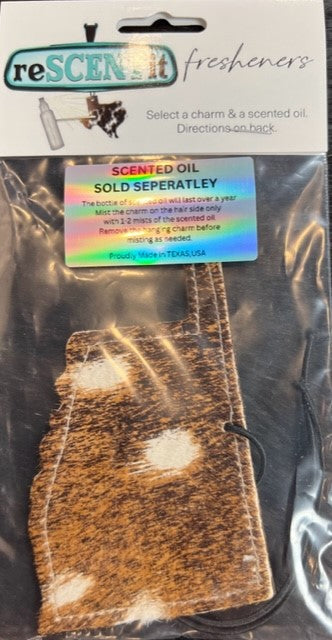 reSCENTit fresheners
Select a charm & a scented oil.
Directions on back.
SCENTED OIL
SOLD SEPERATLEY
The bottle of scented oil will last over a year
Mist the charm on the hair side only
with 1-2 mists of the scented oil
Remove the hanging charm before
misting as needed.
Proudly Made in TEXAS,USA